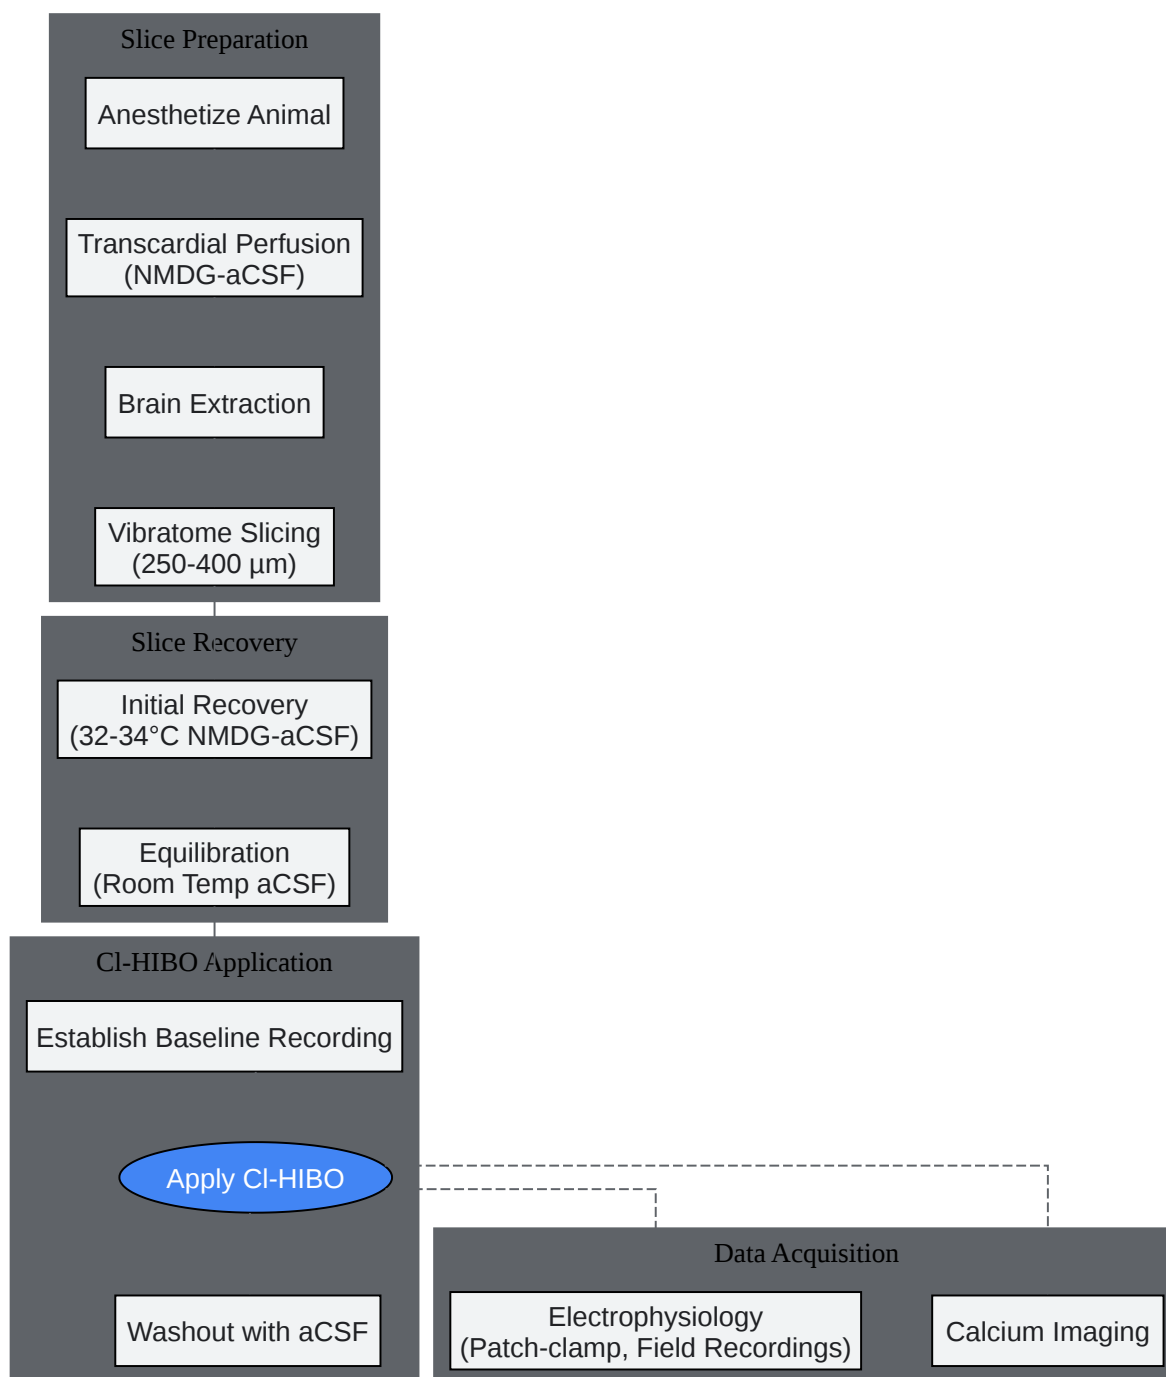 Slice Preparation
Anesthetize Animal
Transcardial Perfusion
(NMDG-aCSF)
Brain Extraction
Vibratome Slicing
(250-400 µm)
Slice Recovery
Initial Recovery
(32-34°C NMDG-aCSF)
Equilibration
(Room Temp aCSF)
Cl-HIBO Application
Establish Baseline Recording
Apply Cl-HIBO
Washout with aCSF
Data Acquisition
Electrophysiology
(Patch-clamp, Field Recordings)
Calcium Imaging